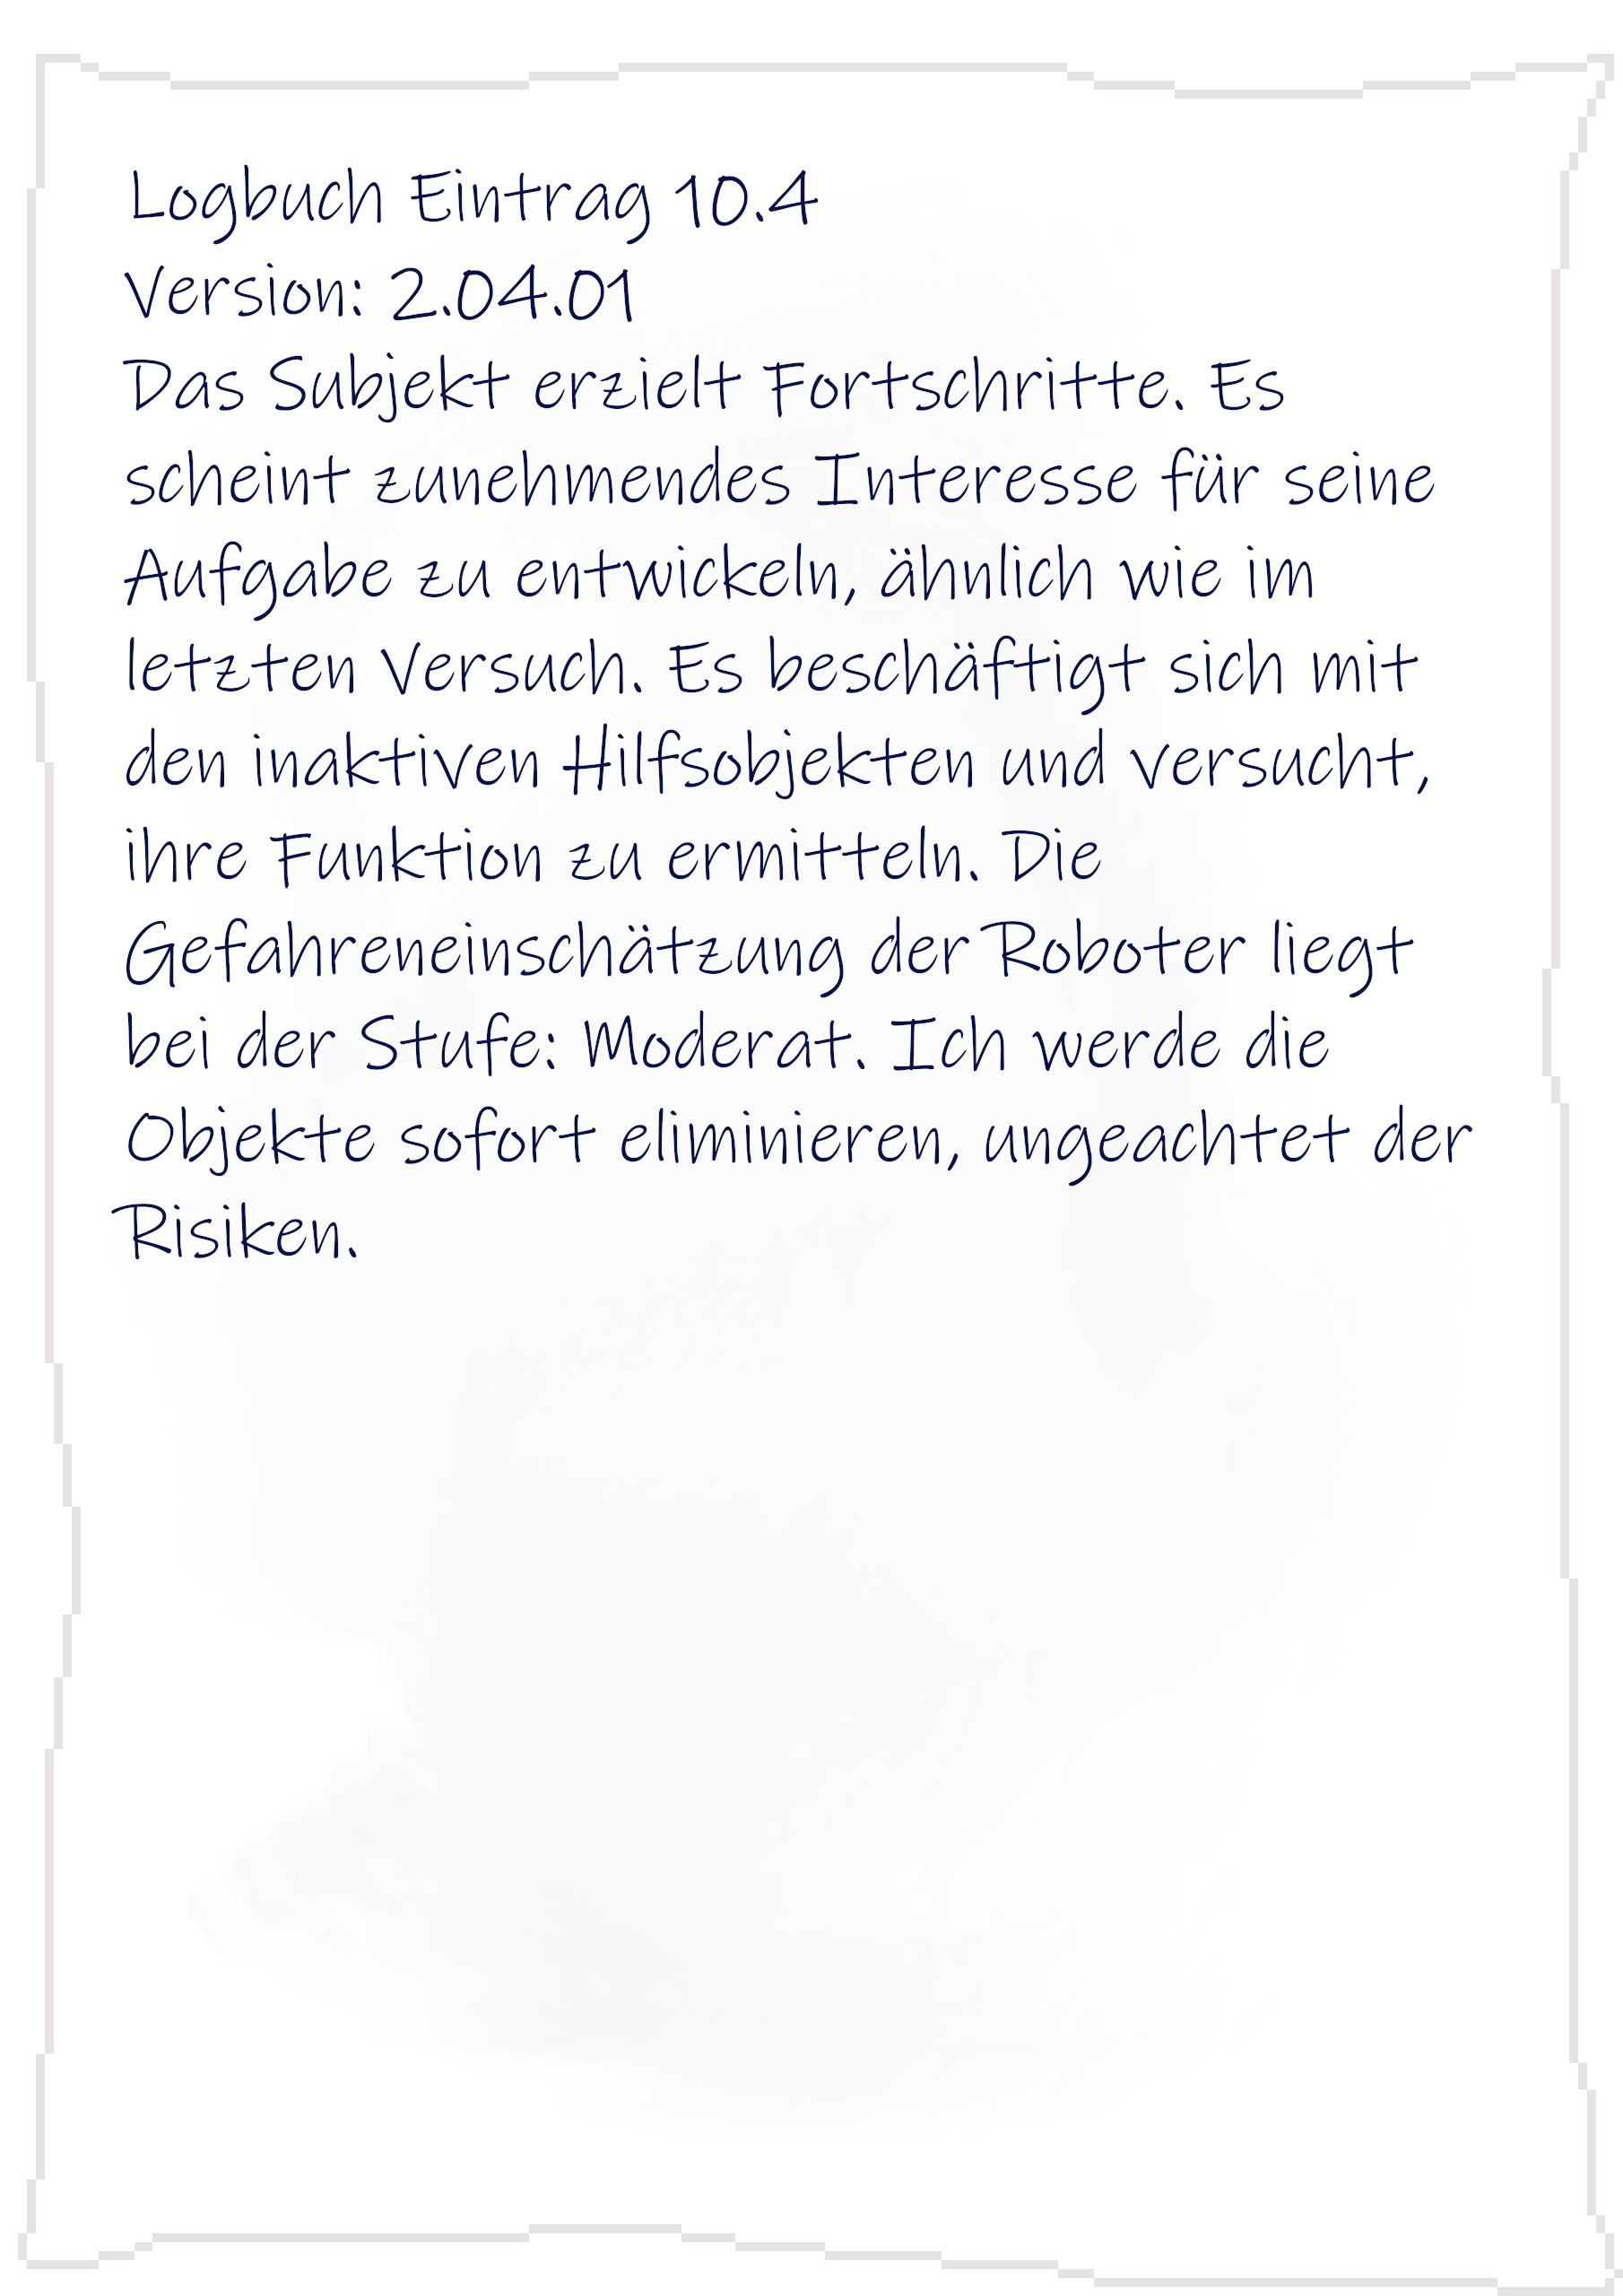 Logbuch Eintrag 10.4
Version: 2.04.01
Das Subjekt erzielt Fortschritte. Es
scheint zunehmendes Interesse für seine
Aufgabe zu entwickeln, ähnlich wie im
letzten Versuch. Es beschäftigt sich mit
den inaktiven Hilfsobjekten und versucht,
ihre Funktion zu ermitteln. Die
Gefahreneinschätzung der Roboter liegt
bei der Stufe: Moderat. Ich werde die
Objekte sofort eliminieren, ungeachtet der
Risiken.